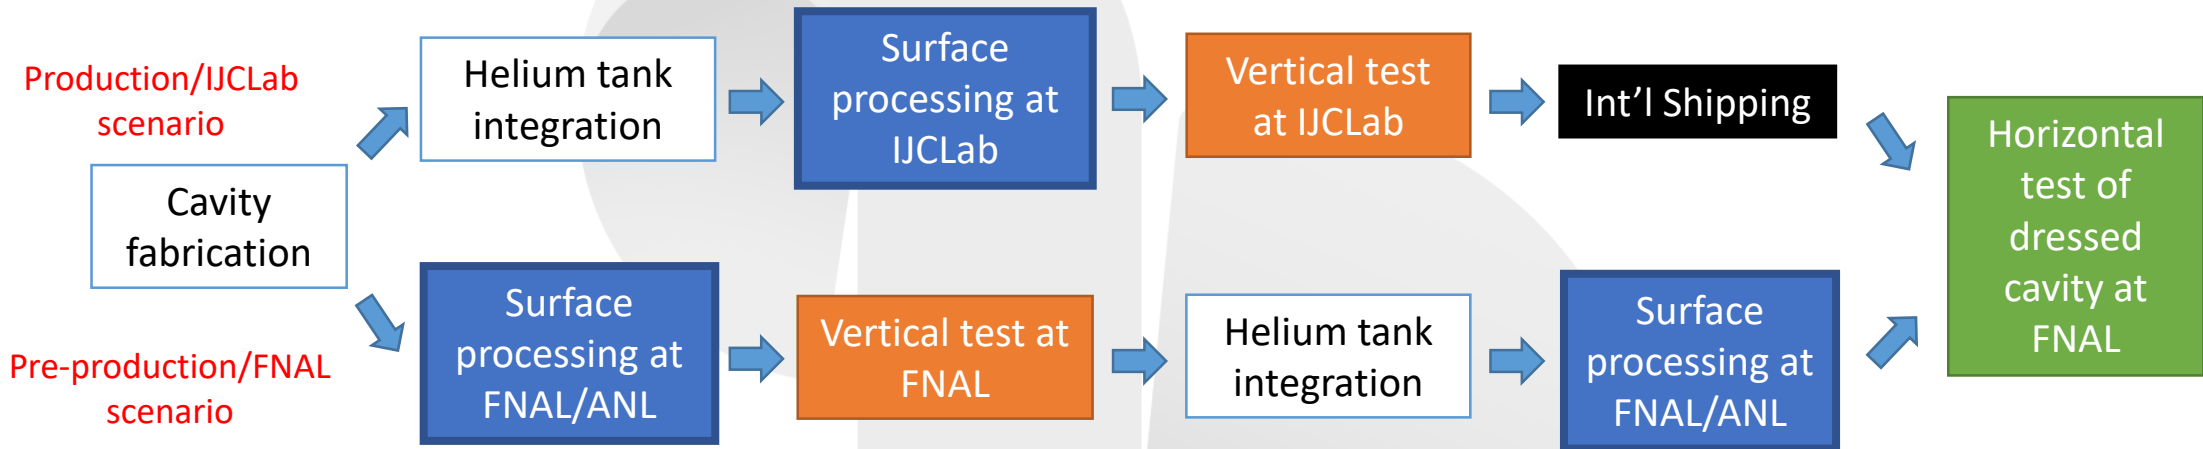 Production/IJCLab
scenario
Cavity
fabrication
Pre-production/FNAL
scenario
Helium tank
integration
Surface
processing at
IJCLab
Vertical test
at IJCLab
Int’l Shipping
Surface
processing at
FNAL/ANL
Vertical test at
FNAL
Helium tank
integration
Surface
processing at
FNAL/ANL
Horizontal
test of
dressed
cavity at
FNAL